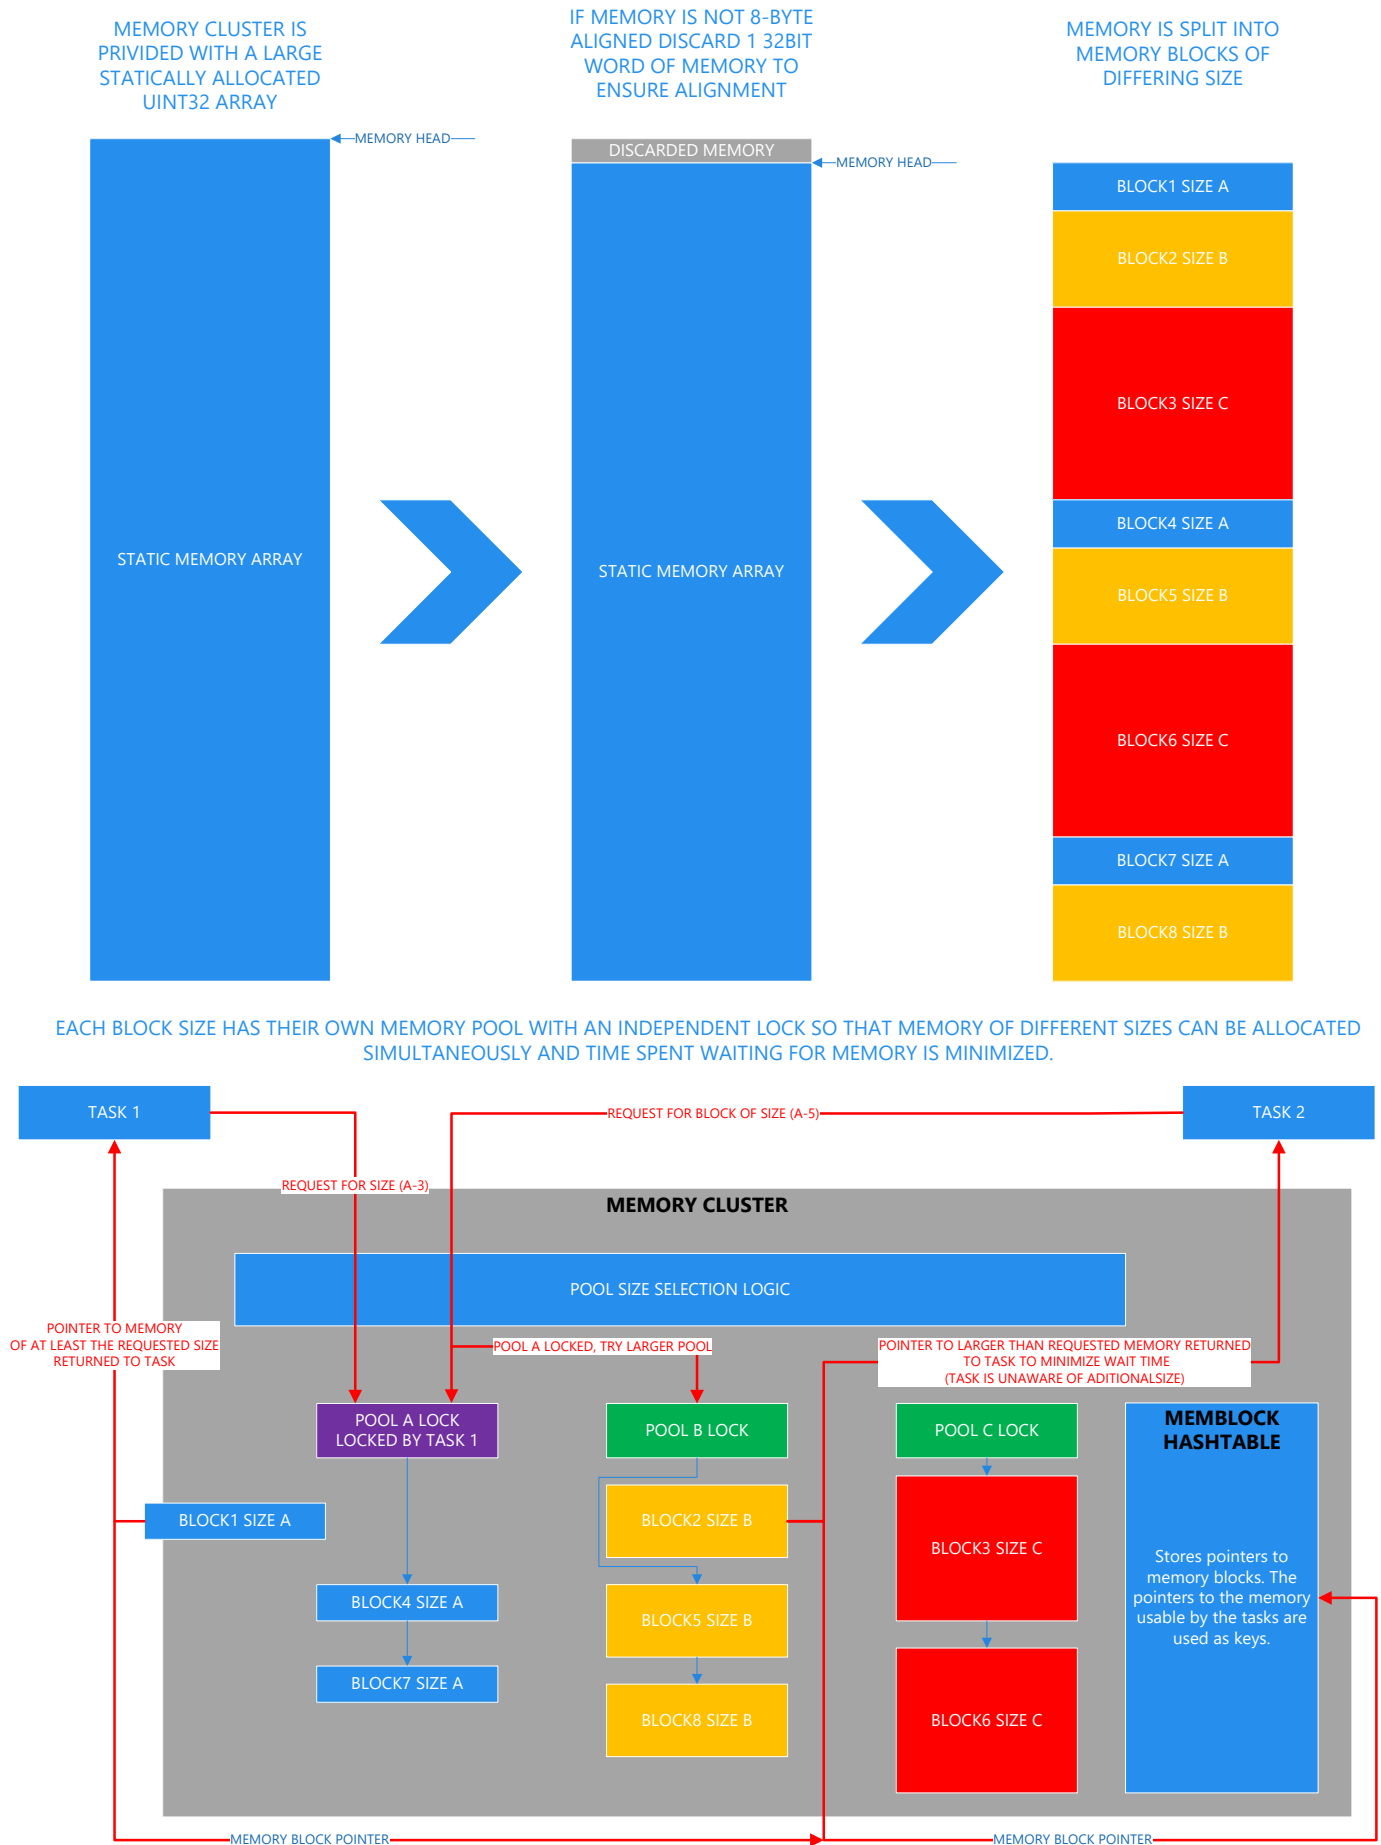 MEMORY CLUSTER IS
PRIVIDED WITH A LARGE
STATICALLY ALLOCATED
UINT32 ARRAY
IF MEMORY IS NOT 8-BYTE
ALIGNED DISCARD 1 32BIT
WORD OF MEMORY TO
ENSURE ALIGNMENT
MEMORY IS SPLIT INTO
MEMORY BLOCKS OF
DIFFERING SIZE
MEMORY HEAD
STATIC MEMORY ARRAY
DISCARDED MEMORY
MEMORY HEAD
STATIC MEMORY ARRAY
BLOCK1 SIZE A
BLOCK2 SIZE B
BLOCK3 SIZE C
BLOCK4 SIZE A
BLOCK5 SIZE B
BLOCK6 SIZE C
BLOCK7 SIZE A
BLOCK8 SIZE B
EACH BLOCK SIZE HAS THEIR OWN MEMORY POOL WITH AN INDEPENDENT LOCK SO THAT MEMORY OF DIFFERENT SIZES CAN BE ALLOCATED
SIMULTANEOUSLY AND TIME SPENT WAITING FOR MEMORY IS MINIMIZED.
TASK 1
REQUEST FOR BLOCK OF SIZE (A-5)
TASK 2
REQUEST FOR SIZE (A-3)
MEMORY CLUSTER
POOL SIZE SELECTION LOGIC
POINTER TO MEMORY
OF AT LEAST THE REQUESTED SIZE
RETURNED TO TASK
POOL A LOCKED, TRY LARGER POOL
POINTER TO LARGER THAN REQUESTED MEMORY RETURNED
TO TASK TO MINIMIZE WAIT TIME
(TASK IS UNAWARE OF ADITIONALSIZE)
POOL A LOCK
LOCKED BY TASK 1
POOL B LOCK
POOL C LOCK
MEMBLOCK
HASHTABLE
BLOCK1 SIZE A
BLOCK4 SIZE A
BLOCK7 SIZE A
BLOCK2 SIZE B
BLOCK5 SIZE B
BLOCK8 SIZE B
BLOCK3 SIZE C
BLOCK6 SIZE C
Stores pointers to
memory blocks. The
pointers to the memory
usable by the tasks are
used as keys.
MEMORY BLOCK POINTER
MEMORY BLOCK POINTER